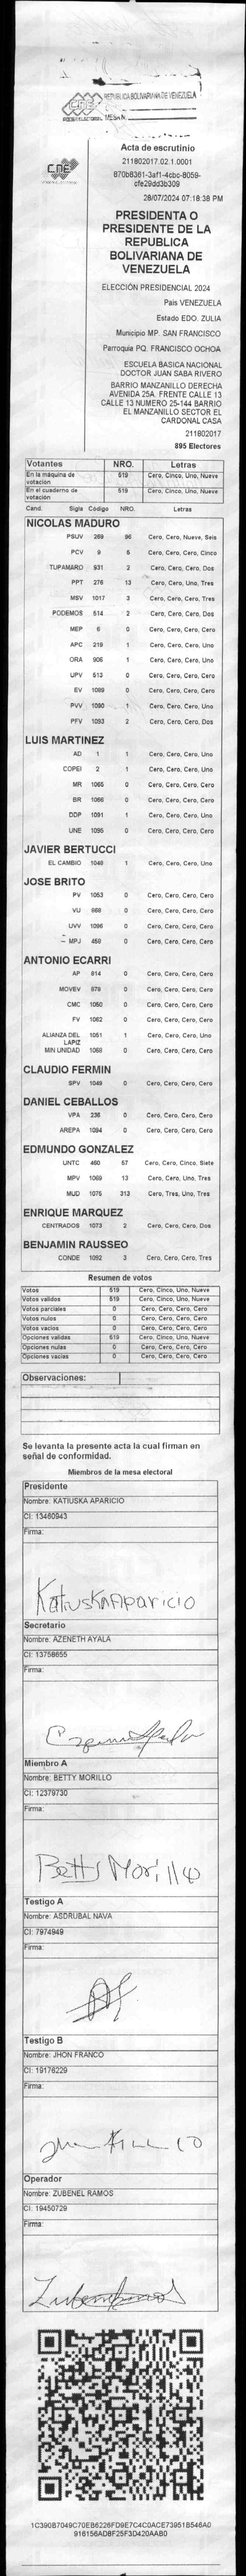 CNE REPUBLICA BOLIVARIANA DE VENEZUELA
PODER ELECTORAL MESA N.
CNE
Acta de escrutinio
211802017.02.1.0001
870b8361-3af1-4cbc-8059-
cfe29dd3b309
28/07/2024 07:18:38 PM
PRESIDENTA O
PRESIDENTE DE LA
REPUBLICA
BOLIVARIANA DE
VENEZUELA
ELECCIÓN PRESIDENCIAL 2024
Pais VENEZUELA
Estado EDO. ZULIA
Municipio MP. SAN FRANCISCO
Parroquia PQ. FRANCISCO OCHOA
ESCUELA BASICA NACIONAL
DOCTOR JUAN SABA RIVERO
BARRIO MANZANILLO DERECHA
AVENIDA 25A. FRENTE CALLE 13
CALLE 13 NUMERO 25-144 BARRIO
EL MANZANILLO SECTOR EL
CARDONAL CASA
211802017
895 Electores
Votantes NRO. Letras
En la máquina de votacion 519 Cero, Cinco, Uno, Nueve
En el cuaderno de votación 519 Cero, Cinco, Uno, Nueve
Cand. Sigla Código NRO. Letras
NICOLAS MADURO
PSUV 269 96 Cero, Cero, Nueve, Seis
PCV 9 5 Cero, Cero, Cero, Cinco
TUPAMARO 931 2 Cero, Cero, Cero, Dos
PPT 276 13 Cero, Cero, Uno, Tres
MSV 1017 3 Cero, Cero, Cero, Tres
PODEMOS 514 2 Cero, Cero, Cero, Dos
MEP 6 0 Cero, Cero, Cero, Cero
APC 219 1 Cero, Cero, Cero, Uno
ORA 906 1 Cero, Cero, Cero, Uno
UPV 513 0 Cero, Cero, Cero, Cero
EV 1089 0 Cero, Cero, Cero, Cero
PVV 1090 1 Cero, Cero, Cero, Uno
PFV 1093 2 Cero, Cero, Cero, Dos
LUIS MARTINEZ
AD 1 1 Cero, Cero, Cero, Uno
COPEI 2 1 Cero, Cero, Cero, Uno
MR 1065 0 Cero, Cero, Cero, Cero
BR 1066 0 Cero, Cero, Cero, Cero
DDP 1091 1 Cero, Cero, Cero, Uno
UNE 1095 0 Cero, Cero, Cero, Cero
JAVIER BERTUCCI
EL CAMBIO 1048 1 Cero, Cero, Cero, Uno
JOSE BRITO
PV 1053 0 Cero, Cero, Cero, Cero
VU 868 0 Cero, Cero, Cero, Cero
UVV 1096 0 Cero, Cero, Cero, Cero
MPJ 458 0 Cero, Cero, Cero, Cero
ANTONIO ECARRI
AP 814 0 Cero, Cero, Cero, Cero
MOVEV 878 0 Cero, Cero, Cero, Cero
CMC 1050 0 Cero, Cero, Cero, Cero
FV 1062 0 Cero, Cero, Cero, Cero
ALIANZA DEL LAPIZ 1051 1 Cero, Cero, Cero, Uno
MIN UNIDAD 1068 0 Cero, Cero, Cero, Cero
CLAUDIO FERMIN
SPV 1049 0 Cero, Cero, Cero, Cero
DANIEL CEBALLOS
VPA 236 0 Cero, Cero, Cero, Cero
AREPA 1094 0 Cero, Cero, Cero, Cero
EDMUNDO GONZALEZ
UNTC 460 57 Cero, Cero, Cinco, Siete
MPV 1069 13 Cero, Cero, Uno, Tres
MUD 1075 313 Cero, Tres, Uno, Tres
ENRIQUE MARQUEZ
CENTRADOS 1073 2 Cero, Cero, Cero, Dos
BENJAMIN RAUSSEO
CONDE 1092 3 Cero, Cero, Cero, Tres
Resumen de votos
Votos 519 Cero, Cinco, Uno, Nueve
Votos validos 519 Cero, Cinco, Uno, Nueve
Votos parciales 0 Cero, Cero, Cero, Cero
Votos nulos 0 Cero, Cero, Cero, Cero
Votos vacios 0 Cero, Cero, Cero, Cero
Opciones validas 519 Cero, Cinco, Uno, Nueve
Opciones nulas 0 Cero, Cero, Cero, Cero
Opciones vacias 0 Cero, Cero, Cero, Cero
Observaciones:
Se levanta la presente acta la cual firman en
señal de conformidad.
Miembros de la mesa electoral
Presidente
Nombre: KATIUSKA APARICIO
CI: 13460943
Firma:
Katiuska Aparicio
Secretario
Nombre: AZENETH AYALA
CI: 13758655
Firma:
Miembro A
Nombre: BETTY MORILLO
CI: 12379730
Firma:
Betty Morillo
Testigo A
Nombre: ASDRUBAL NAVA
CI: 7974949
Firma:
Testigo B
Nombre: JHON FRANCO
CI: 19176229
Firma:
Operador
Nombre: ZUBENEL RAMOS
CI: 19450729
Firma:
1C390B7049C70EB6226FD9E7C4C0ACE73951B546A0
916156ADBF25F3D420AAB0